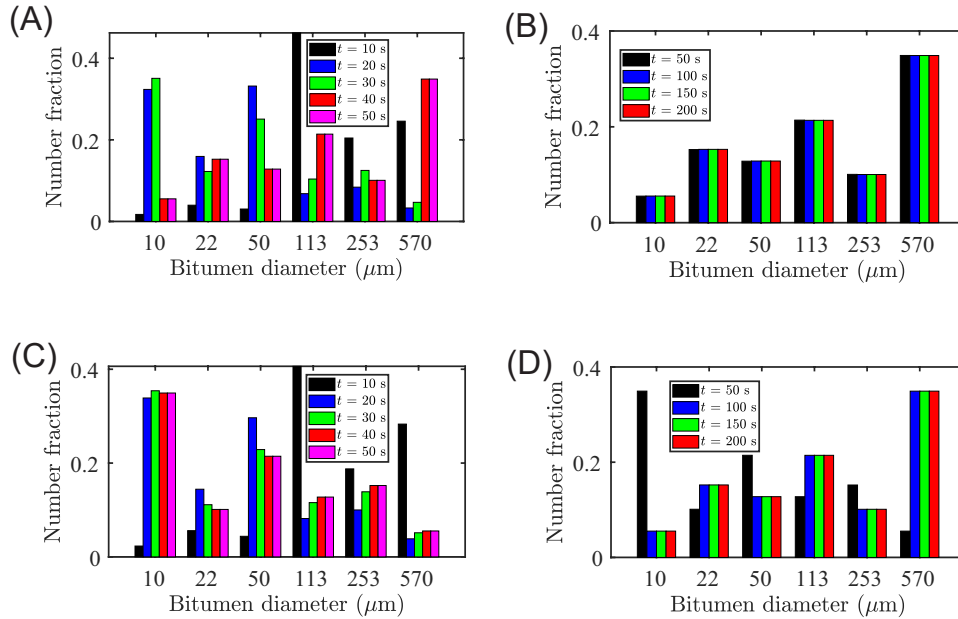 (A)
Number fraction
0.4
0.2
0
t = 10 s
t = 20 s
t = 30 s
t = 40 s
t = 50 s
10 22 50 113 253 570
Bitumen diameter (μm)
(B)
Number fraction
0.4
0.2
0
t = 50 s
t = 100 s
t = 150 s
t = 200 s
10 22 50 113 253 570
Bitumen diameter (μm)
(C)
Number fraction
0.4
0.2
0
t = 10 s
t = 20 s
t = 30 s
t = 40 s
t = 50 s
10 22 50 113 253 570
Bitumen diameter (μm)
(D)
Number fraction
0.4
0.2
0
t = 50 s
t = 100 s
t = 150 s
t = 200 s
10 22 50 113 253 570
Bitumen diameter (μm)